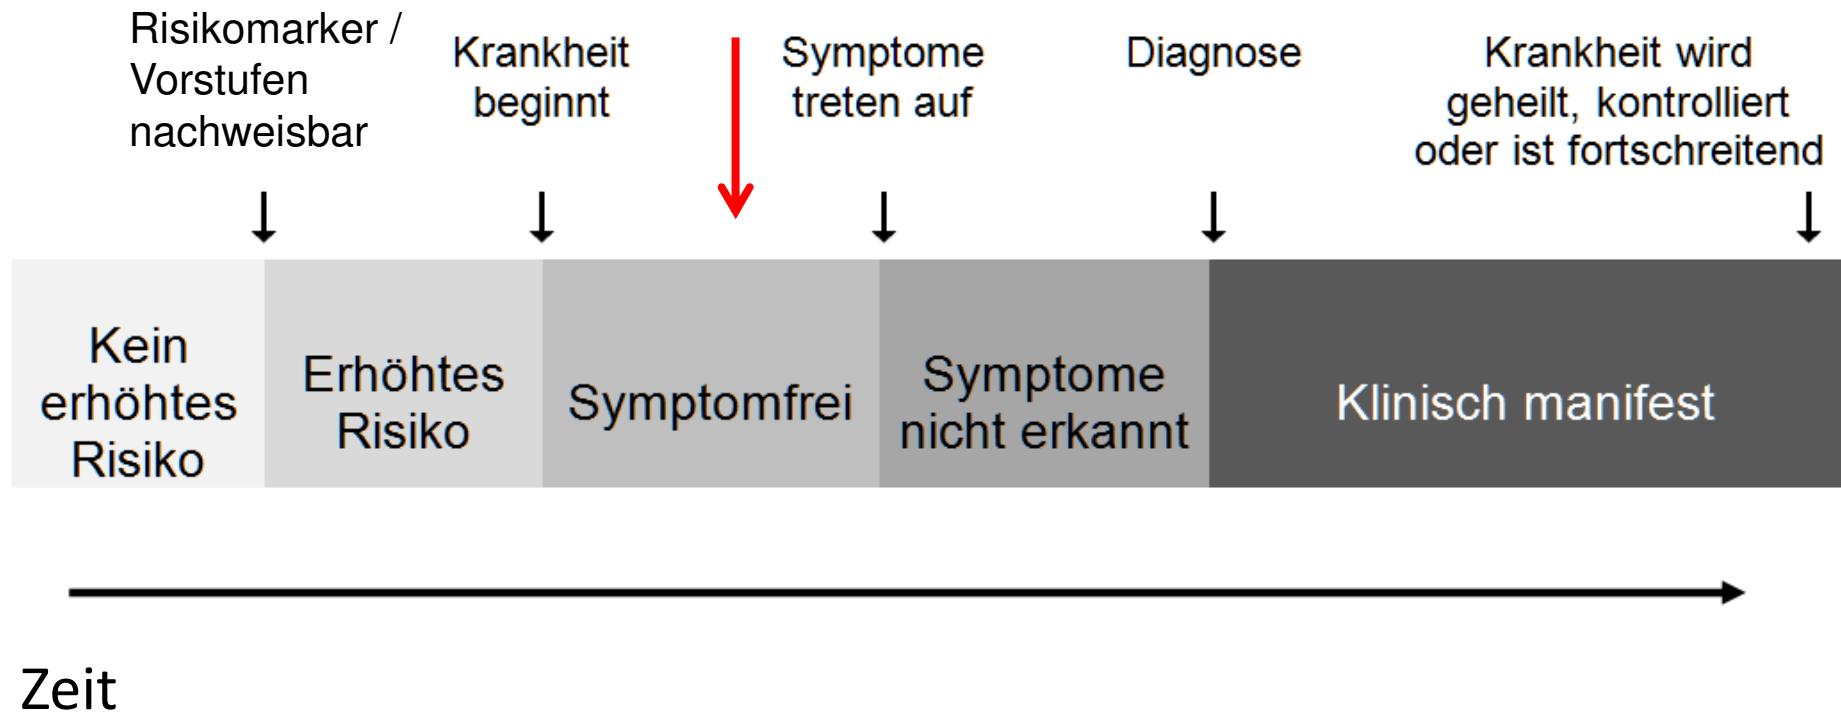 Risikomarker /
Vorstufen
nachweisbar
Krankheit
beginnt
Symptome
treten auf
Diagnose
Krankheit wird
geheilt, kontrolliert
oder ist fortschreitend
Kein
erhöhtes
Risiko
Erhöhtes
Risiko
Symptomfrei
Symptome
nicht erkannt
Klinisch manifest
Zeit